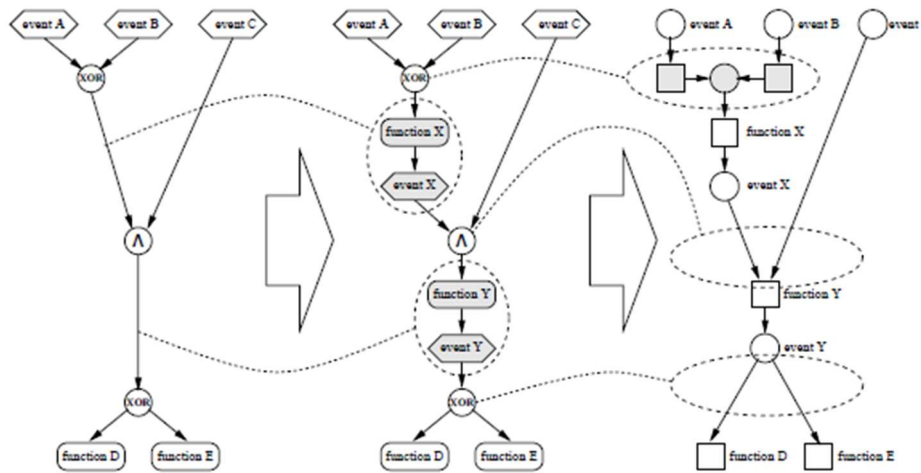 event A
event B
event C
XOR
Λ
XOR
function D
function E
event A
event B
event C
XOR
function X
event X
Λ
function Y
event Y
XOR
function D
function E
event A
event B
event
function X
event X
function Y
event Y
function D
function E